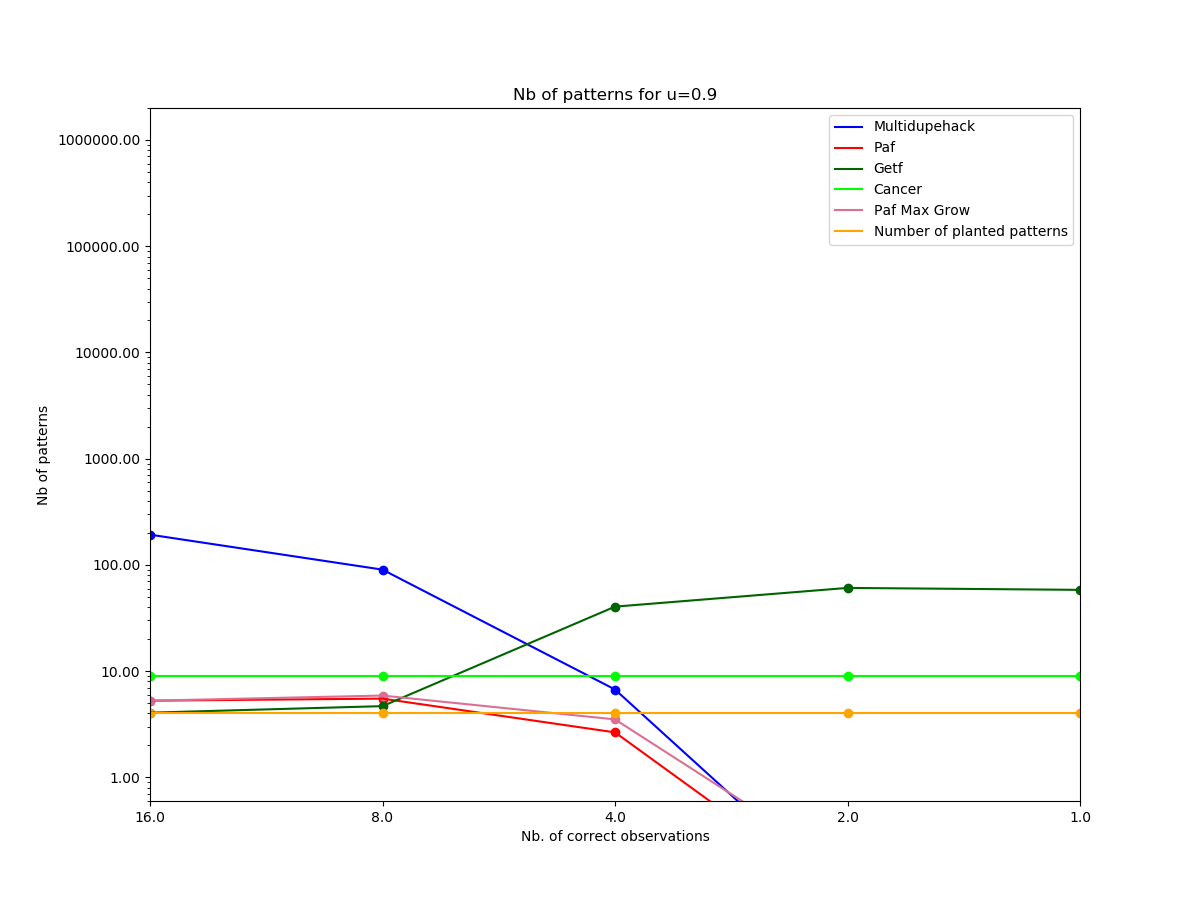 Nb of patterns for u=0.9
1000000.00
100000.00
10000.00
1000.00
100.00
10.00
1.00
Nb of patterns
Multidupehack
Paf
Getf
Cancer
Paf Max Grow
Number of planted patterns
16.0 8.0 4.0 2.0 1.0
Nb. of correct observations